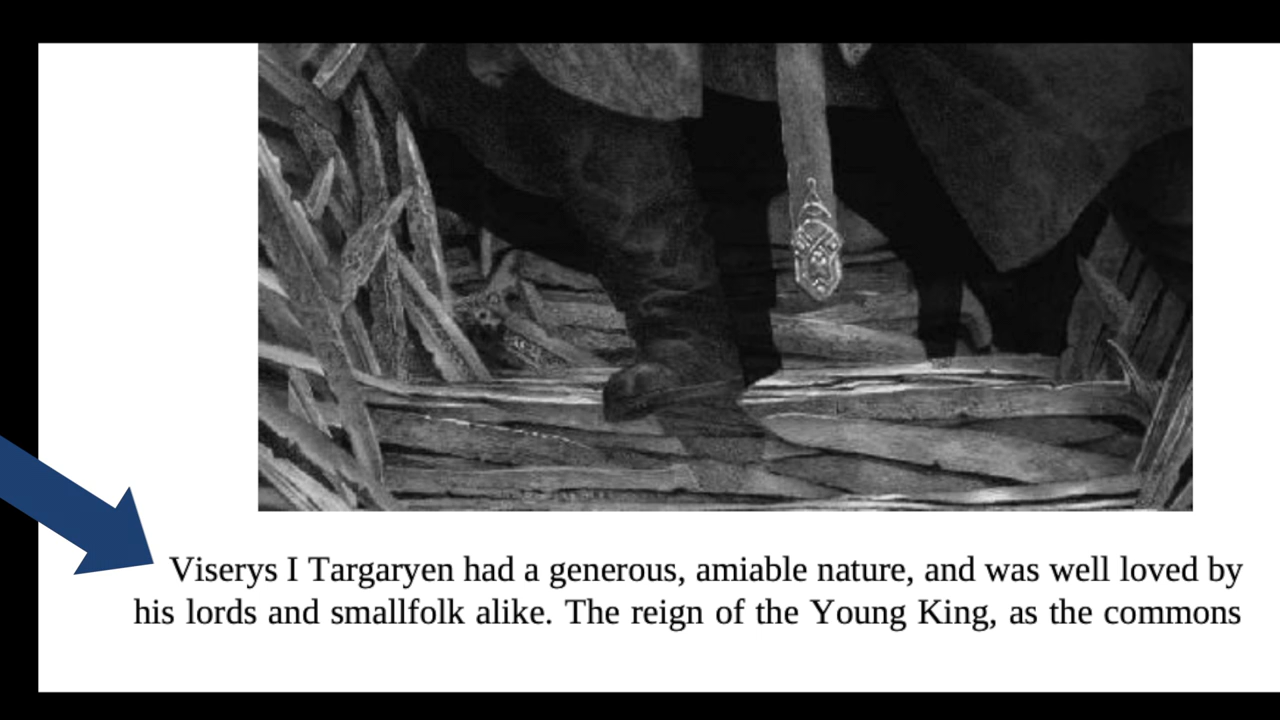 Viserys I Targaryen had a generous, amiable nature, and was well loved by
his lords and smallfolk alike. The reign of the Young King, as the commons